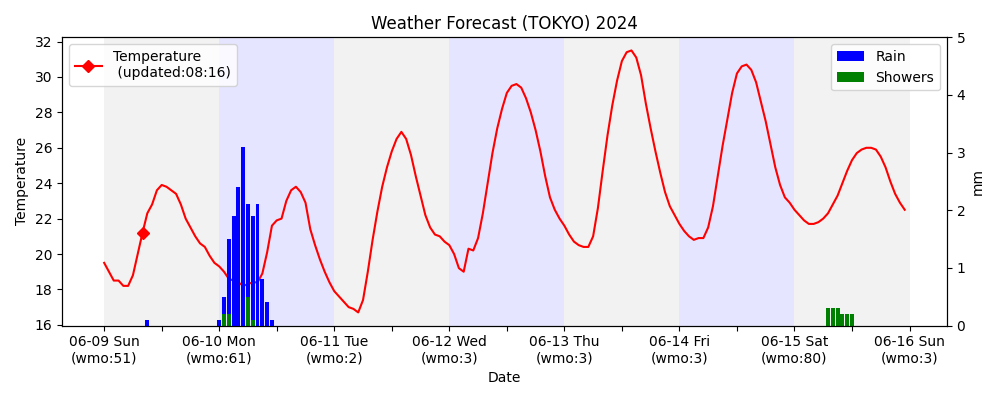 Weather Forecast (TOKYO) 2024
Temperature
(updated:08:16)
Rain
Showers
32
30
28
26
24
22
20
18
16
Temperature
5
4
3
2
1
0
mm
06-09 Sun
(wmo:51)
06-10 Mon
(wmo:61)
06-11 Tue
(wmo:2)
06-12 Wed
(wmo:3)
06-13 Thu
(wmo:3)
06-14 Fri
(wmo:3)
06-15 Sat
(wmo:80)
06-16 Sun
(wmo:3)
Date